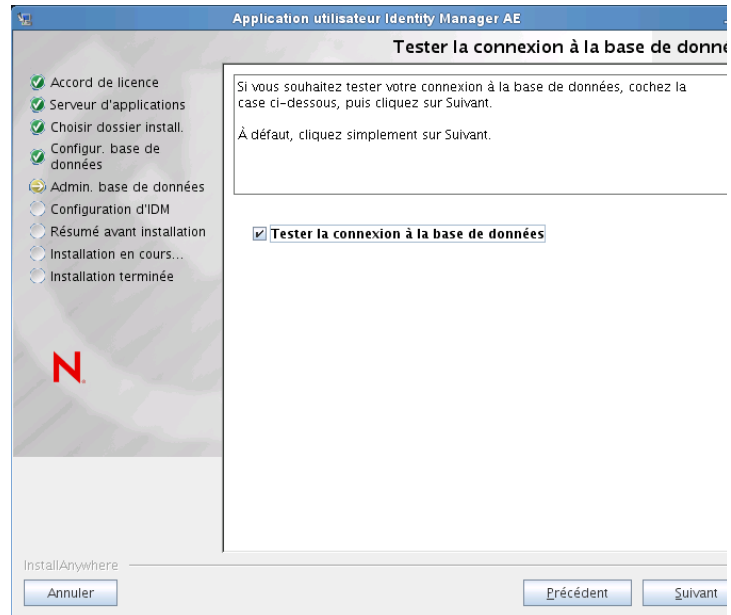 Application utilisateur Identity Manager AE
Tester la connexion à la base de donné
Accord de licence
Serveur d'applications
Choisir dossier install.
Configur. base de
données
Admin. base de données
Configuration d'IDM
Résumé avant installation
Installation en cours...
Installation terminée
N
Si vous souhaitez tester votre connexion à la base de données, cochez la
case ci-dessous, puis cliquez sur Suivant.
À défaut, cliquez simplement sur Suivant.
Tester la connexion à la base de données
InstallAnywhere
Annuler
Précédent
Suivant